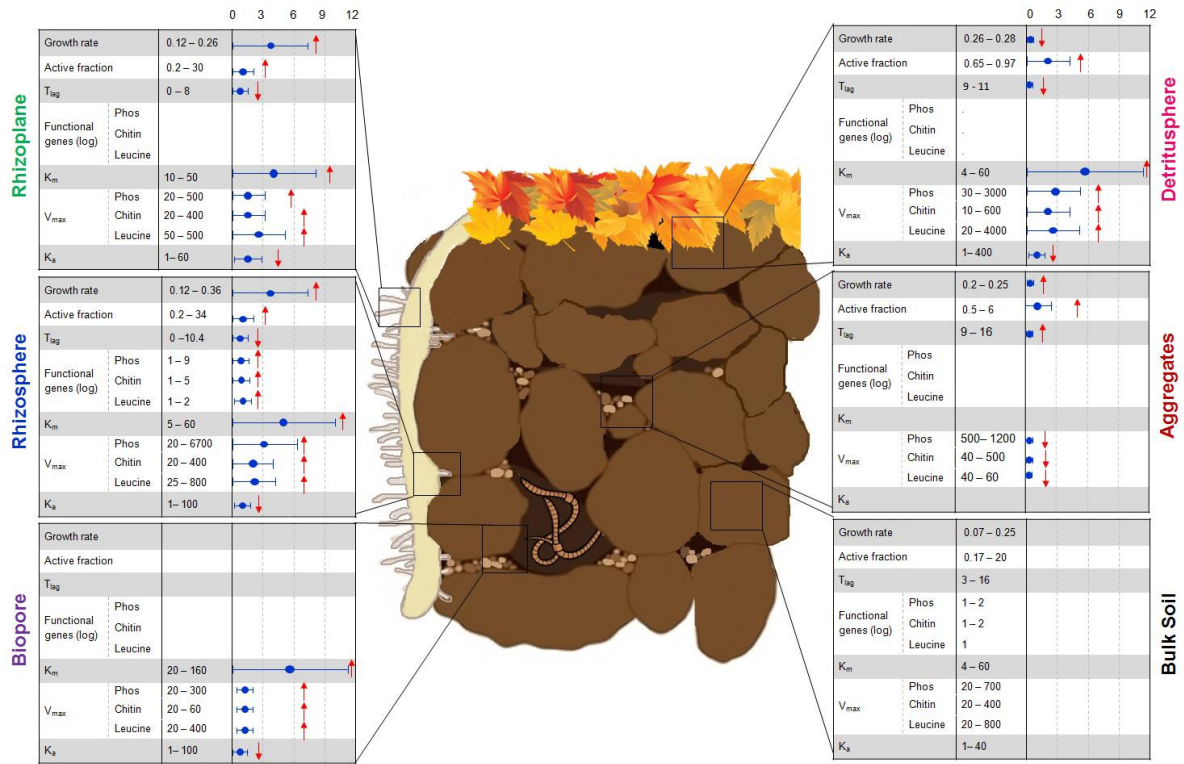 0 3 6 9 12
Rhizoplane
Growth rate 0.12 – 0.26
Active fraction 0.2 – 30
Tlag 0 – 8
Functional genes (log)
Phos
Chitin
Leucine
Km 10 – 50
Vmax
Phos 20 – 500
Chitin 20 – 400
Leucine 50 – 500
Ka 1– 60
Rhizosphere
Growth rate 0.12 – 0.36
Active fraction 0.2 – 34
Tlag 0 –10.4
Functional genes (log)
Phos 1 – 9
Chitin 1 – 5
Leucine 1 – 2
Km 5 – 60
Vmax
Phos 20 – 6700
Chitin 20 – 400
Leucine 25 – 800
Ka 1– 100
Biopore
Growth rate
Active fraction
Tlag
Functional genes (log)
Phos
Chitin
Leucine
Km 20 – 160
Vmax
Phos 20 – 300
Chitin 20 – 60
Leucine 20 – 400
Ka 1– 100
0 3 6 9 12
Detritusphere
Growth rate 0.26 – 0.28
Active fraction 0.65 – 0.97
Tlag 9 - 11
Functional genes (log)
Phos
Chitin
Leucine
Km 4 – 60
Vmax
Phos 30 – 3000
Chitin 10 – 600
Leucine 20 – 4000
Ka 1– 400
Aggregates
Growth rate 0.2 – 0.25
Active fraction 0.5 – 6
Tlag 9 – 16
Functional genes (log)
Phos
Chitin
Leucine
Km
Vmax
Phos 500 – 1200
Chitin 40 – 500
Leucine 40 – 60
Ka
Bulk Soil
Growth rate 0.07 – 0.25
Active fraction 0.17 – 20
Tlag 3 – 16
Functional genes (log)
Phos 1 – 2
Chitin 1 – 2
Leucine 1
Km 4 – 60
Vmax
Phos 20 – 700
Chitin 20 – 400
Leucine 20 – 800
Ka 1– 40